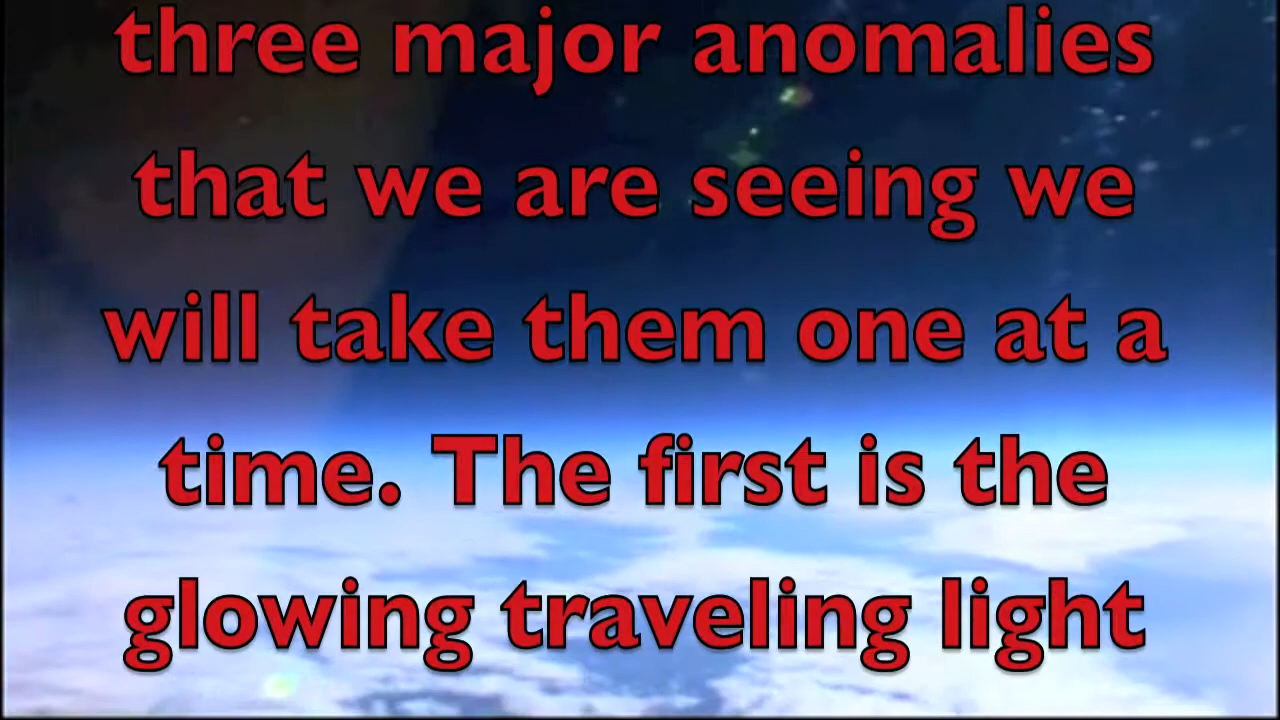 three major anomalies
that we are seeing we
will take them one at a
time. The first is the
glowing traveling light